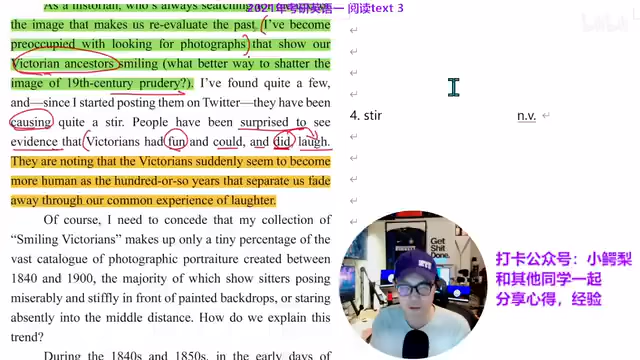 2021年考研英语一 阅读text 3
As a historian, who's always searching for
the image that makes us re-evaluate the past, I've become
preoccupied with looking for photographs that show our
Victorian ancestors smiling (what better way to shatter the
image of 19th-century prudery?). I've found quite a few,
and—since I started posting them on Twitter—they have been
causing quite a stir. People have been surprised to see
evidence that Victorians had fun and could, and did, laugh.
They are noting that the Victorians suddenly seem to become
more human as the hundred-or-so years that separate us fade
away through our common experience of laughter.
Of course, I need to concede that my collection of
“Smiling Victorians” makes up only a tiny percentage of the
vast catalogue of photographic portraiture created between
1840 and 1900, the majority of which show sitters posing
miserably and stiffly in front of painted backdrops, or staring
absently into the middle distance. How do we explain this
trend?
During the 1840s and 1850s, in the early days of
4. stir n.v.
Get
Shit
Done.
打卡公众号：小鳄梨
和其他同学一起
分享心得，经验
bilibili